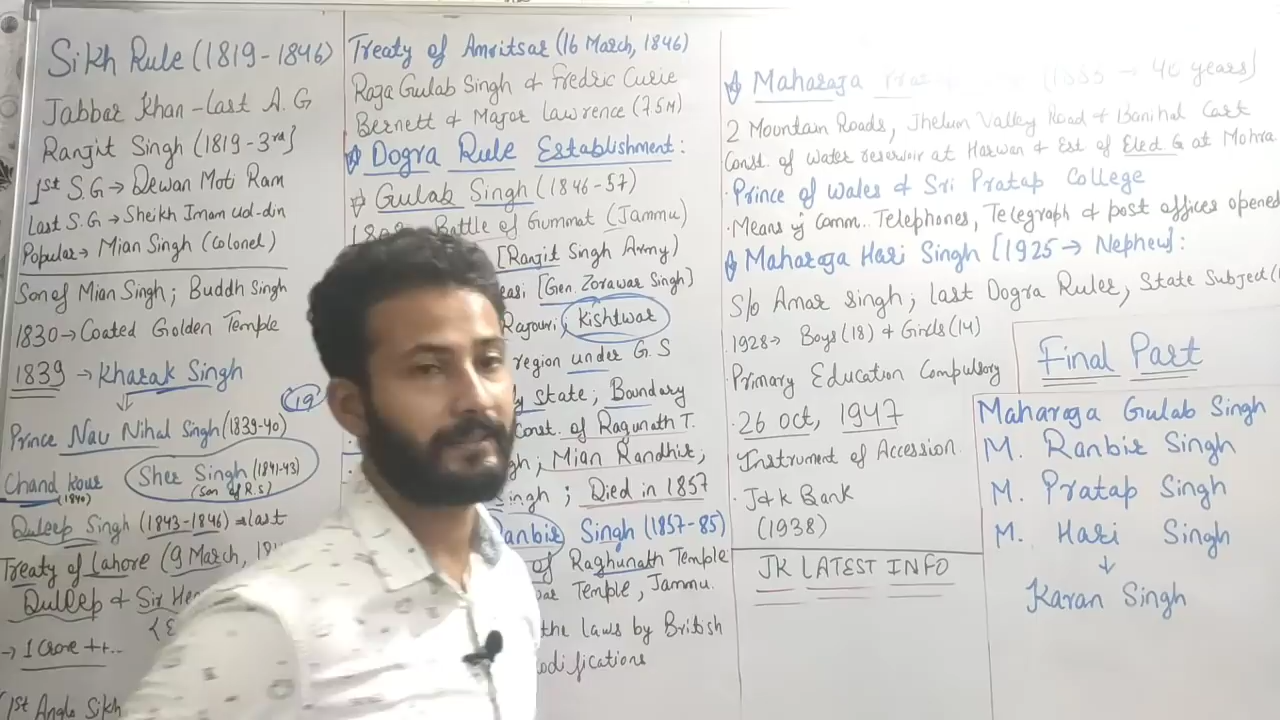 Sikh Rule (1819-1846)
Jabbar Khan - Last A.G
Ranjit Singh (1819-3rd]
1st S.G → Dewan Moti Ram
Last S.G → Sheikh Imam ud-din
Popular → Mian Singh (Colonel)
Son of Mian Singh; Buddh Singh
1830 → Coated Golden Temple
1839 → Kharak Singh
Prince Nav Nihal Singh (1839-40)
Chand Kour (1840)
Sher Singh (1841-43)
(Son of R.S)
Duleep Singh (1843-1846) → last
Treaty of Lahore (9 March,
Duleep & Sir
→ 1 Crore ++..
1st Anglo Sikh
Treaty of Amritsar (16 March, 1846)
Raja Gulab Singh & Fredric Curie
Bernett & Major Lawrence (75N)
Dogra Rule Establishment:
Gulab Singh (1846-57)
Battle of Gummat (Jammu)
[Ranjit Singh Army)
[Gen. Zorawar Singh]
Rajouri, Kishtwar
region under G.S
State; Boundary
Const. of Ragunath T.
Mian Randhir,
Singh; Died in 1857
Ranbir Singh (1857-85)
of Raghunath Temple
Temple, Jammu.
the laws by British
Maharaja → 40 years]
2 Mountain Roads, Jhelum Valley Road & Banihal Cart
Const. of Water reservoir at Harwan & Est of Elect G at Mohra
· Prince of Wales & Sri Pratap College
· Means of Comm.. Telephones, Telegraph & post offices opened
Maharaja Hari Singh [1925 → Nephew]:
S/o Amar Singh; last Dogra Ruler, State Subject
· 1928 → Boys (18) + Girls (14)
· Primary Education Compulsory
· 26 Oct, 1947
Instrument of Accession
· J&K Bank
(1938)
JK LATEST INFO
Final Part
Maharaja Gulab Singh
M. Ranbir Singh
M. Pratap Singh
M. Hari Singh
↓
Karan Singh